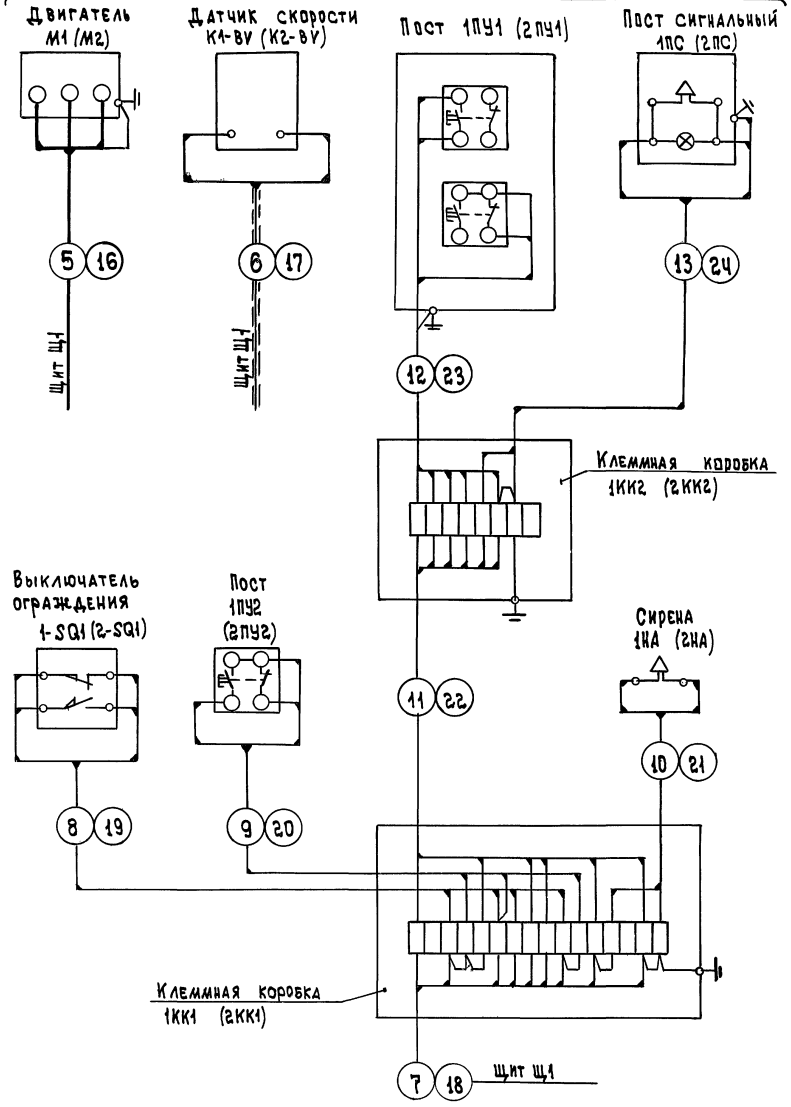 Двигатель
М1 (М2)
Датчик скорости
К1-BV (К2-BV)
Пост 1ПУ1 (2ПУ1)
Пост сигнальный
1ПС (2ПС)
5 16
6 17
13 24
Щит Щ1
Щит Щ1
12 23
Клеммная коробка
1КК2 (2КК2)
Выключатель
ограждения
1-SQ1 (2-SQ1)
Пост
1ПУ2
(2ПУ2)
Сирена
1НА (2НА)
11 22
10 21
8 19
9 20
Клеммная коробка
1КК1 (2КК1)
7 18 Щит Щ1